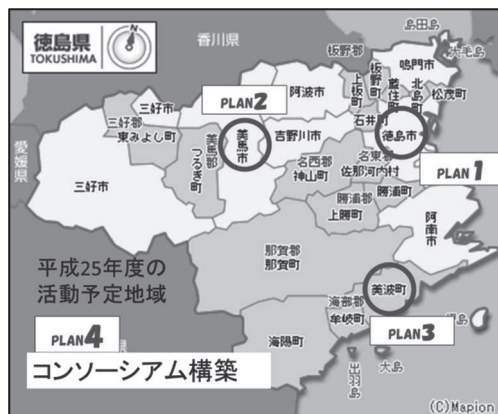 徳島県
TOKUSHIMA
香川県
島田島
大毛島
板野郡
鳴門市
板野町
上板町
藍住町
北島町
松茂町
阿波市
三好市
三好郡
東みよし町
PLAN2
美馬市
吉野川市
石井町
徳島市
美馬郡
つるぎ町
名西郡
神山町
名東郡
佐那河内村
PLAN1
愛媛県
三好市
勝浦町
勝浦郡
上勝町
阿南市
那賀郡
那賀町
平成25年度の
活動予定地域
美波町
海部郡
牟岐町
PLAN3
島
PLAN4
県
コンソーシアム構築
海陽町
出羽島
大島
(C)Mapion